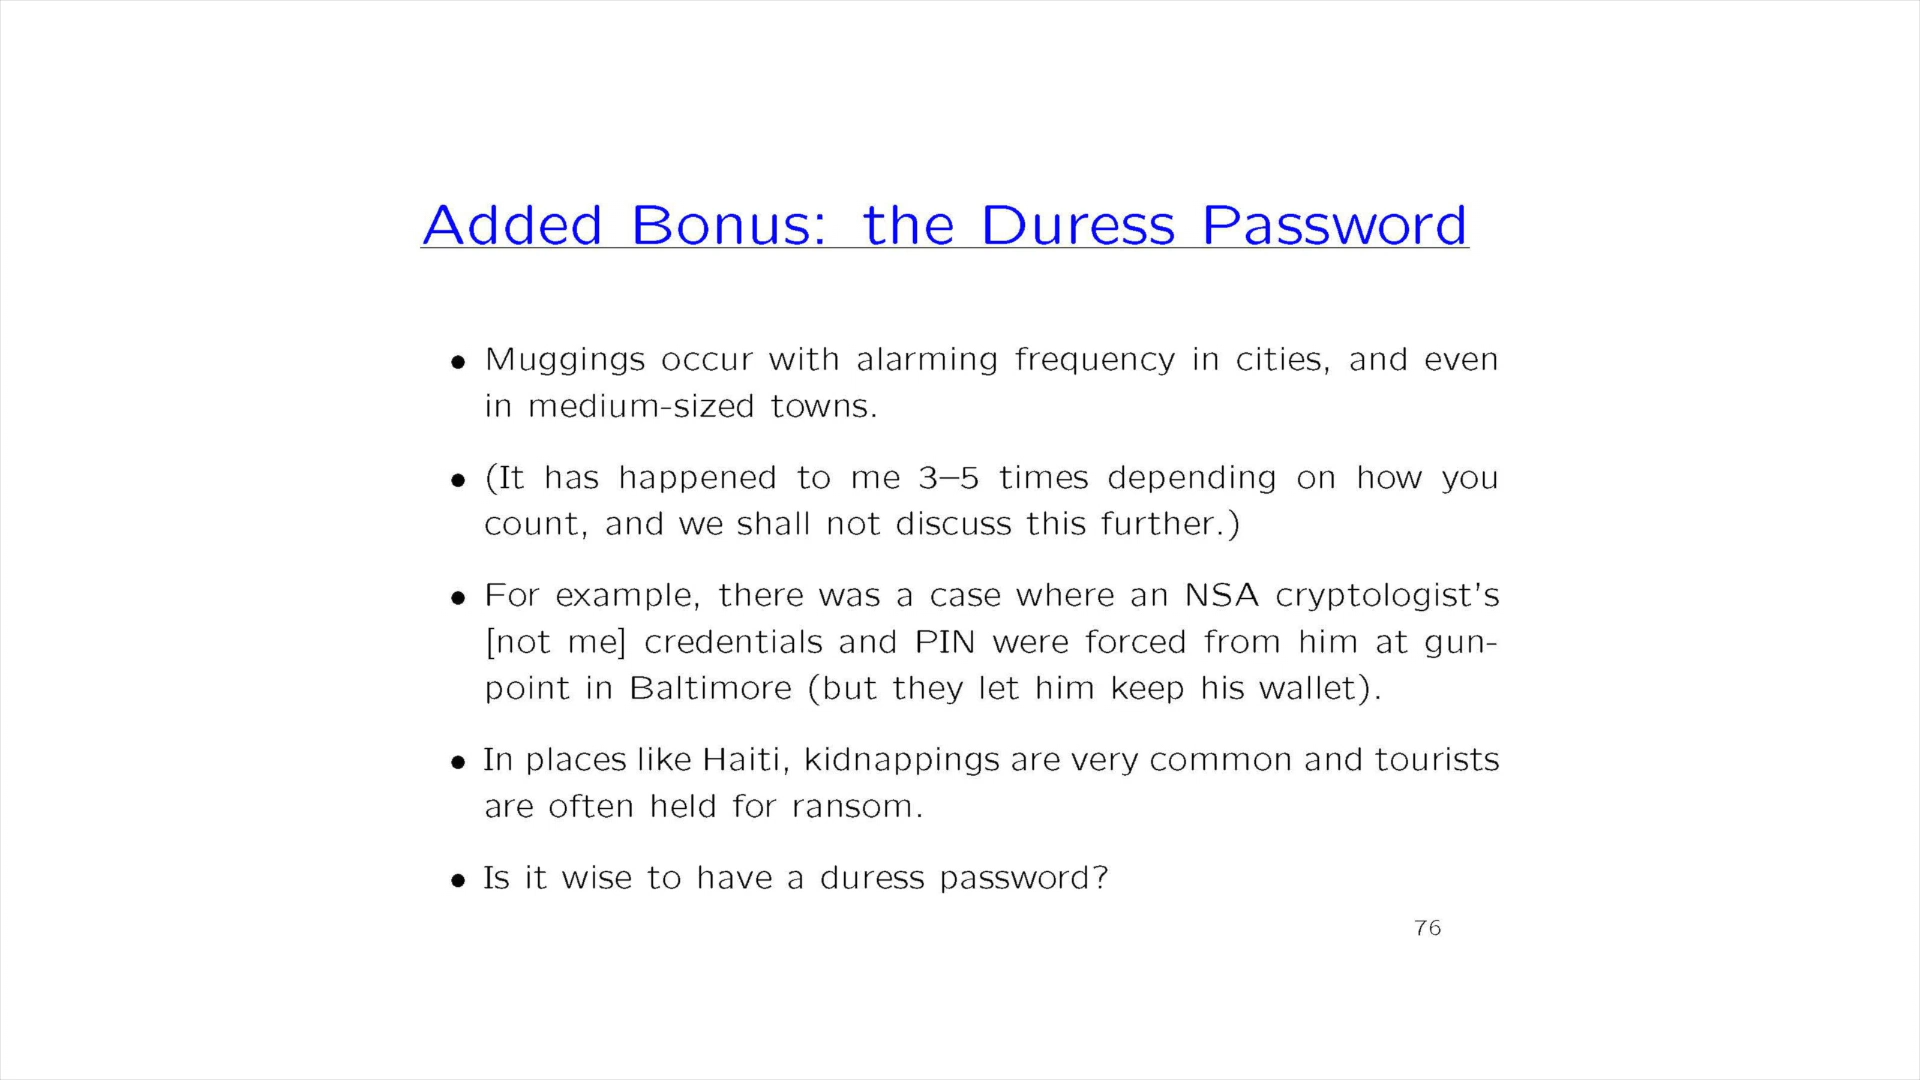 Added Bonus: the Duress Password
• Muggings occur with alarming frequency in cities, and even
in medium-sized towns.
• (It has happened to me 3–5 times depending on how you
count, and we shall not discuss this further.)
• For example, there was a case where an NSA cryptologist's
[not me] credentials and PIN were forced from him at gun-
point in Baltimore (but they let him keep his wallet).
• In places like Haiti, kidnappings are very common and tourists
are often held for ransom.
• Is it wise to have a duress password?
76